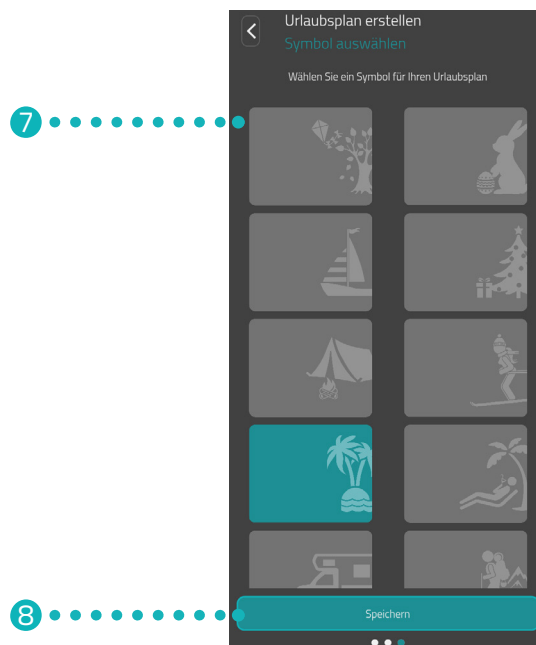 Urlaubsplan erstellen
Symbol auswählen
Wählen Sie ein Symbol für Ihren Urlaubsplan
7
8
Speichern